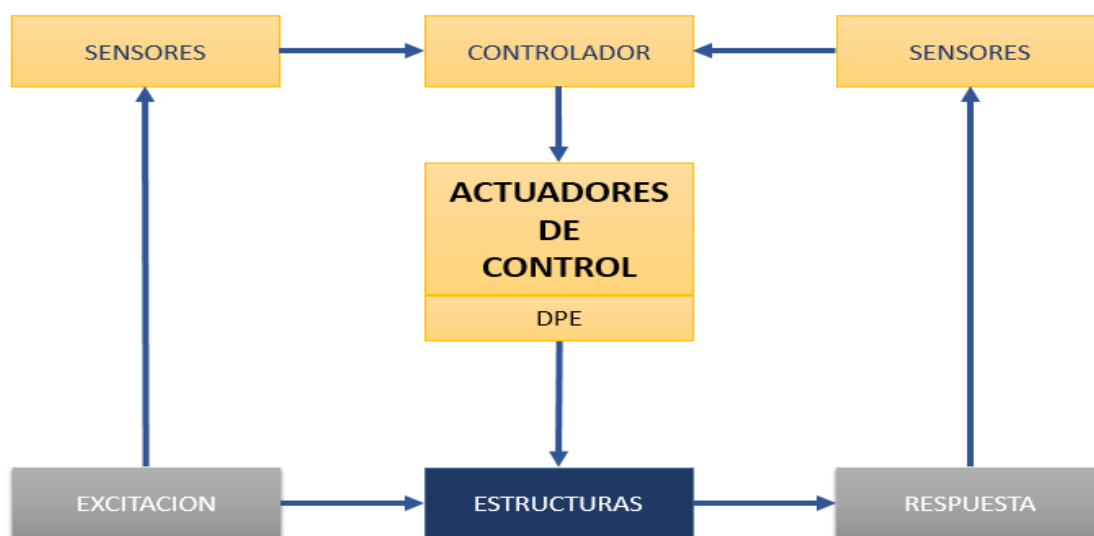 SENSORES
CONTROLADOR
SENSORES
ACTUADORES
DE
CONTROL
DPE
EXCITACION
ESTRUCTURAS
RESPUESTA